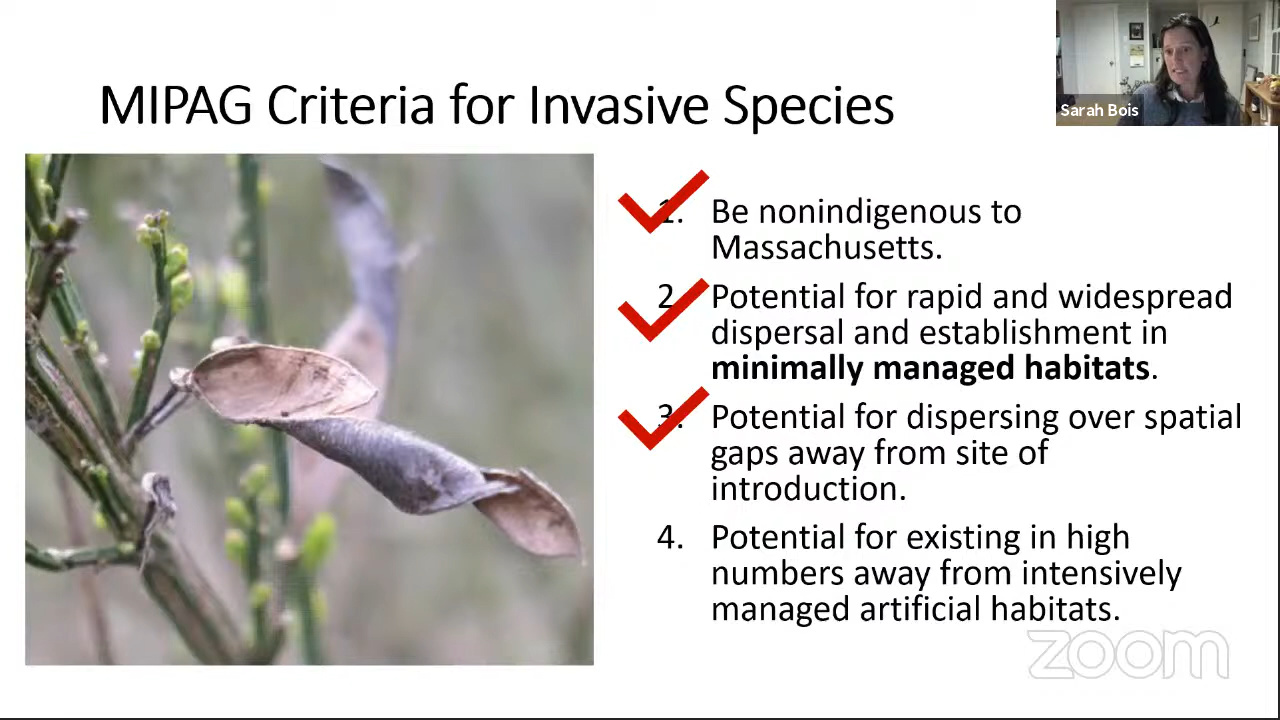 MIPAG Criteria for Invasive Species
Sarah Bois
1. Be nonindigenous to
Massachusetts.
2. Potential for rapid and widespread
dispersal and establishment in
minimally managed habitats.
3. Potential for dispersing over spatial
gaps away from site of
introduction.
4. Potential for existing in high
numbers away from intensively
managed artificial habitats.
zoom